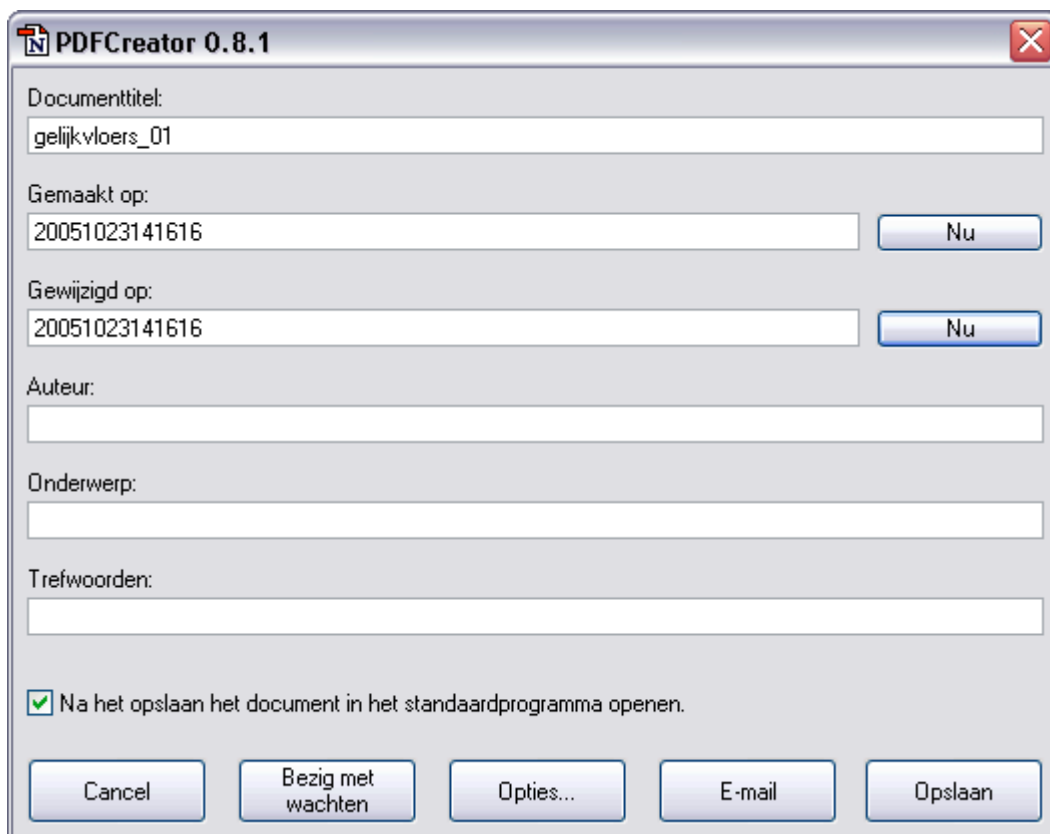 PDFCreator 0.8.1
Documenttitel:
gelijkvloers_01
Gemaakt op:
20051023141616
Nu
Gewijzigd op:
20051023141616
Nu
Auteur:
Onderwerp:
Trefwoorden:
Na het opslaan het document in het standaardprogramma openen.
Cancel
Bezig met
wachten
Opties...
E-mail
Opslaan